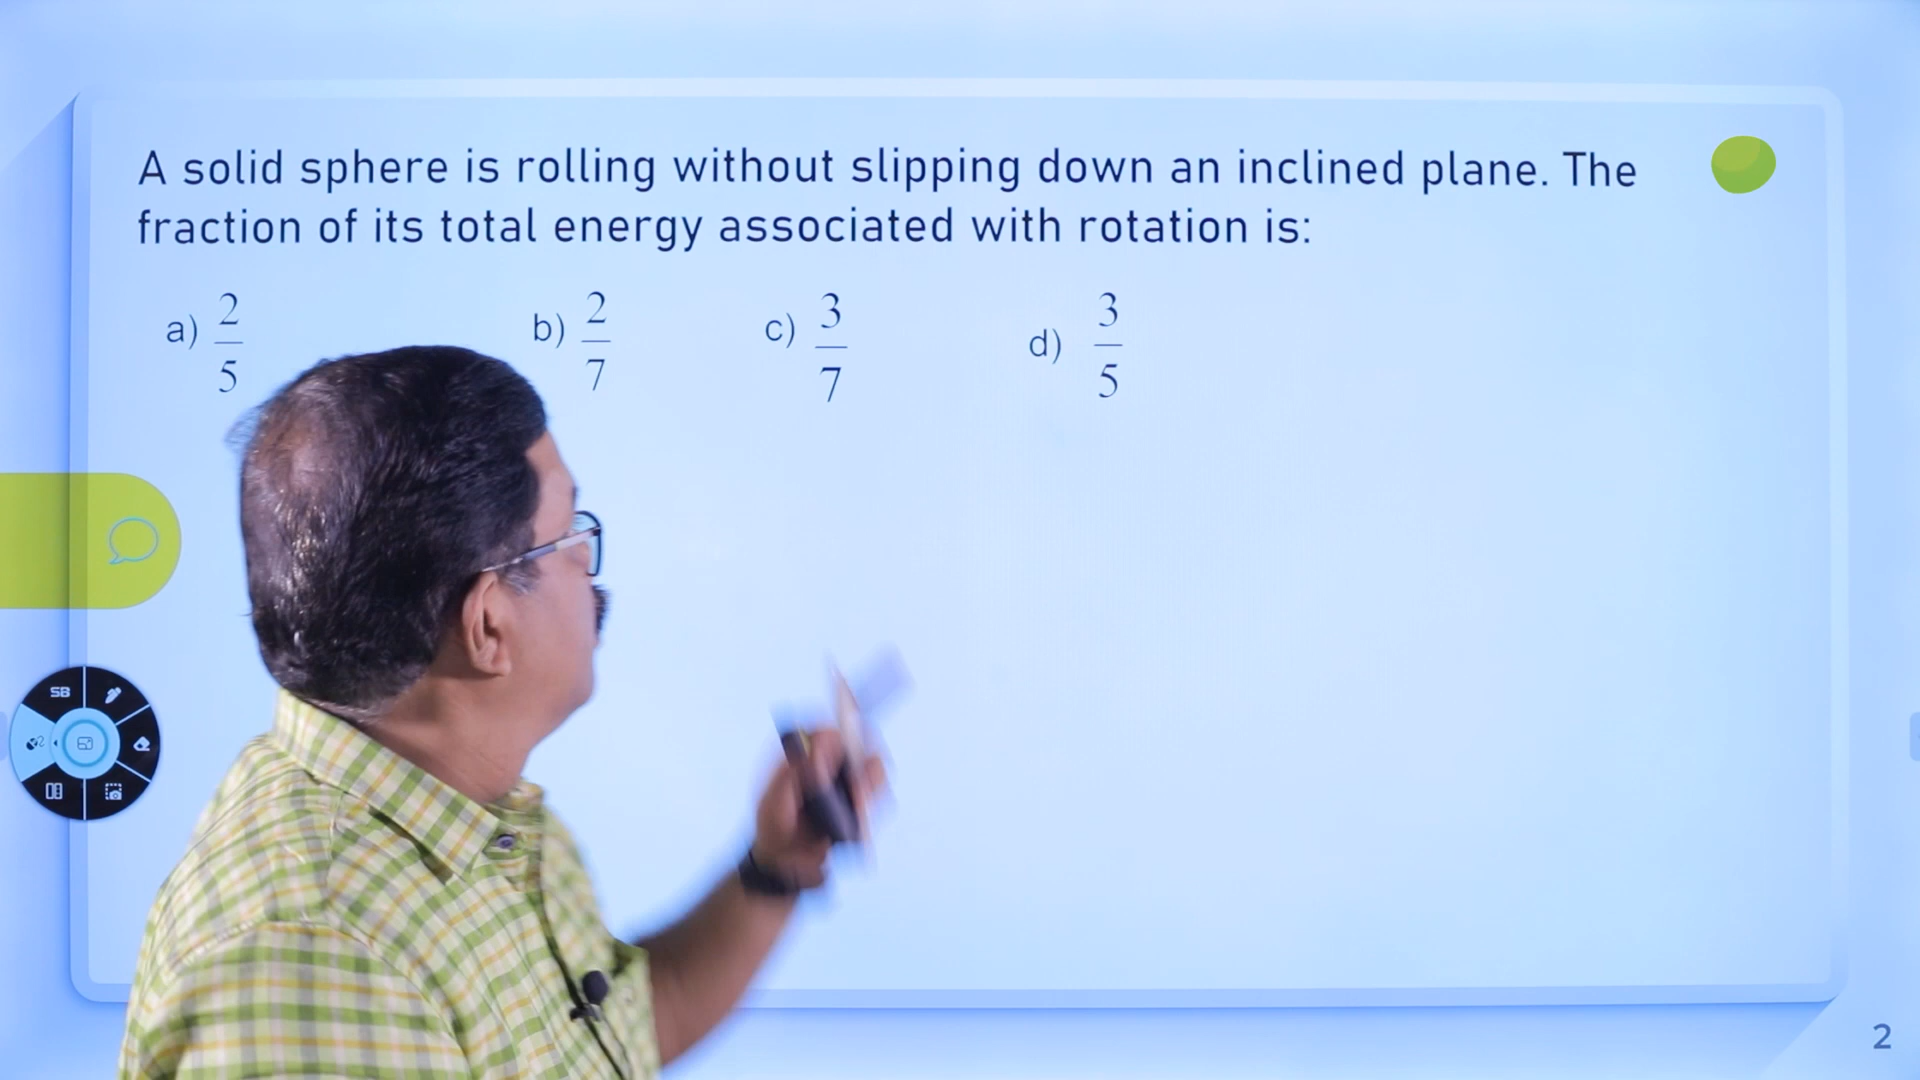 A solid sphere is rolling without slipping down an inclined plane. The
fraction of its total energy associated with rotation is:
a) 2/5 b) 2/7 c) 3/7 d) 3/5
SB
2